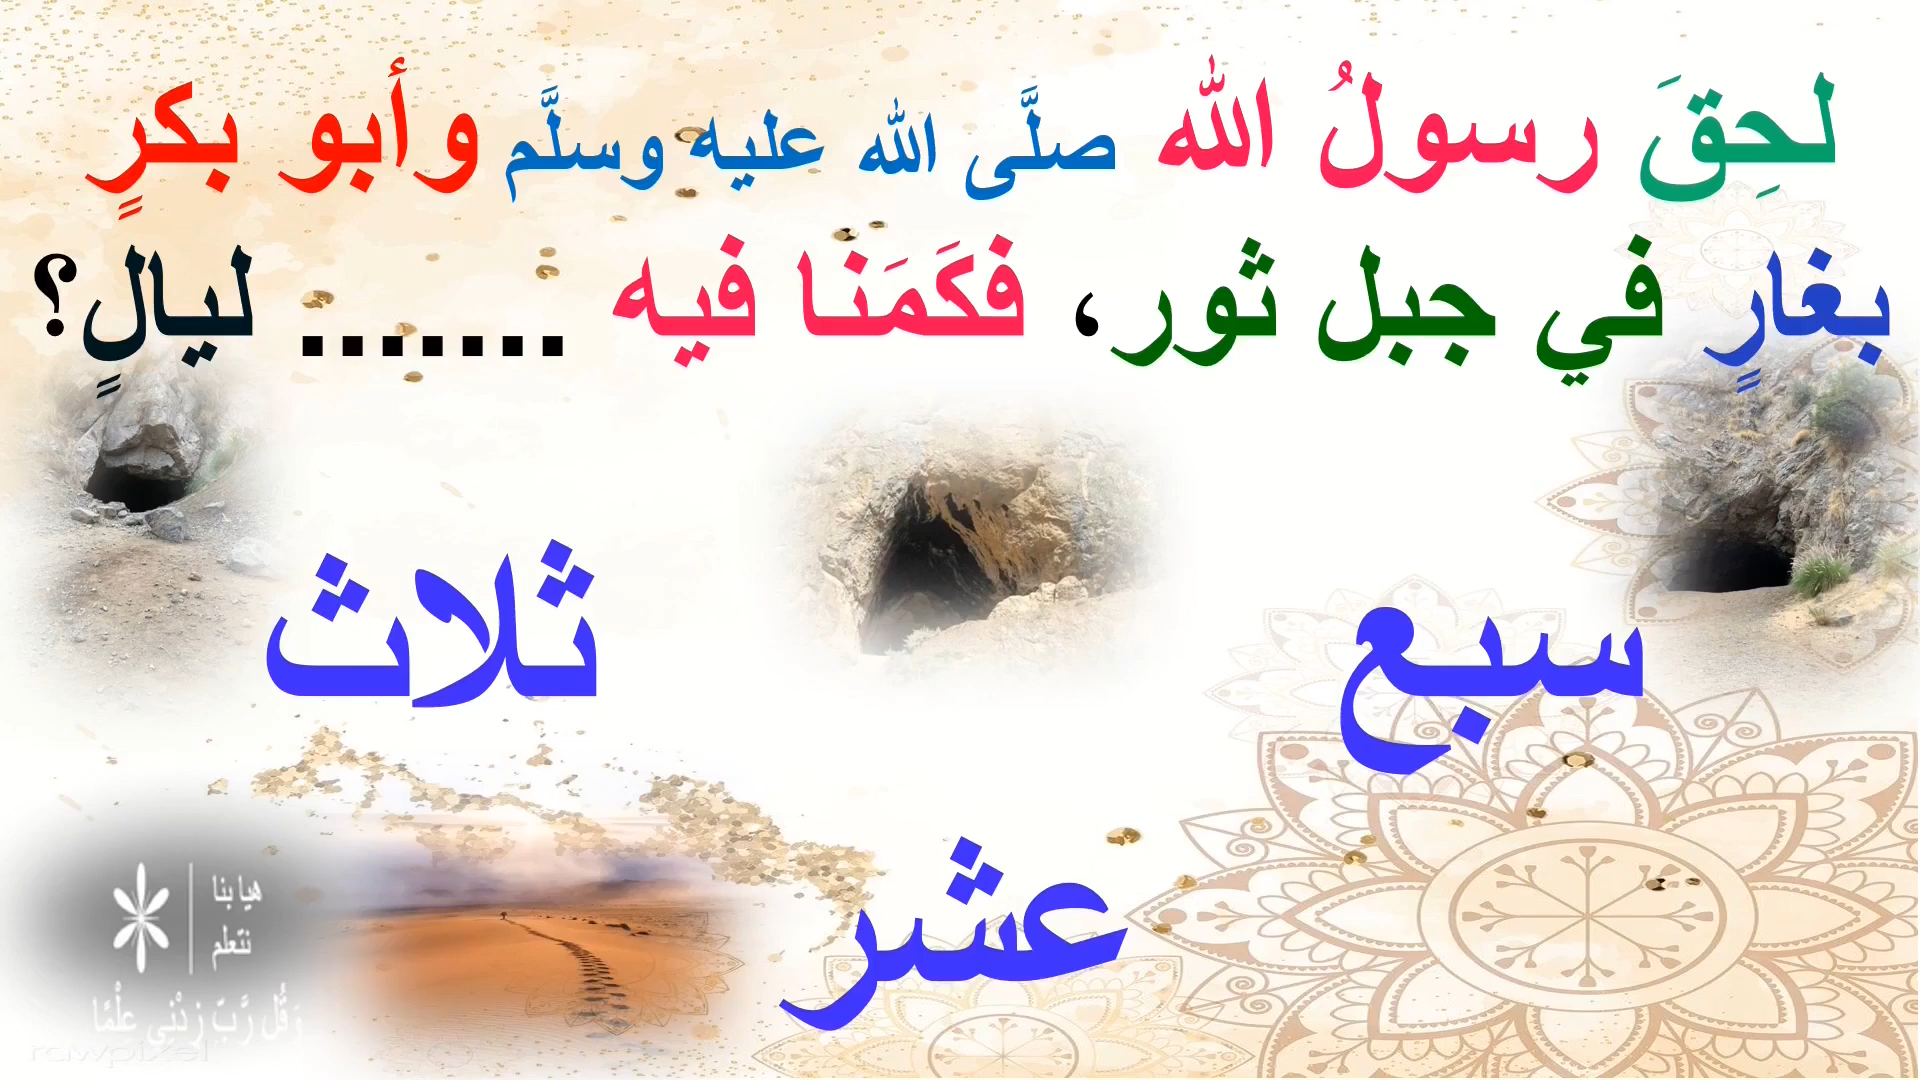 لحِقَ رسولُ الله صلَّى الله عليه وسلَّم وأبو بكرٍ
بغارٍ في جبل ثور، فكَمَنا فيه ....... ليالٍ؟
سبع
ثلاث
عشر
هيا بنا
نتعلم
وَقُل رَّبِّ زِدْنِي عِلْمًا
rawpixel